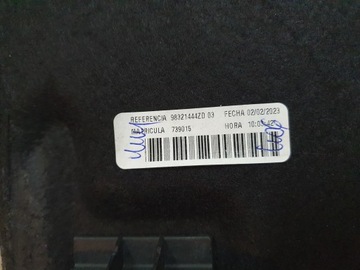 REFERENCIA 98321444ZD 03 FECHA 02/02/2023
MATRICULA 739015 HORA